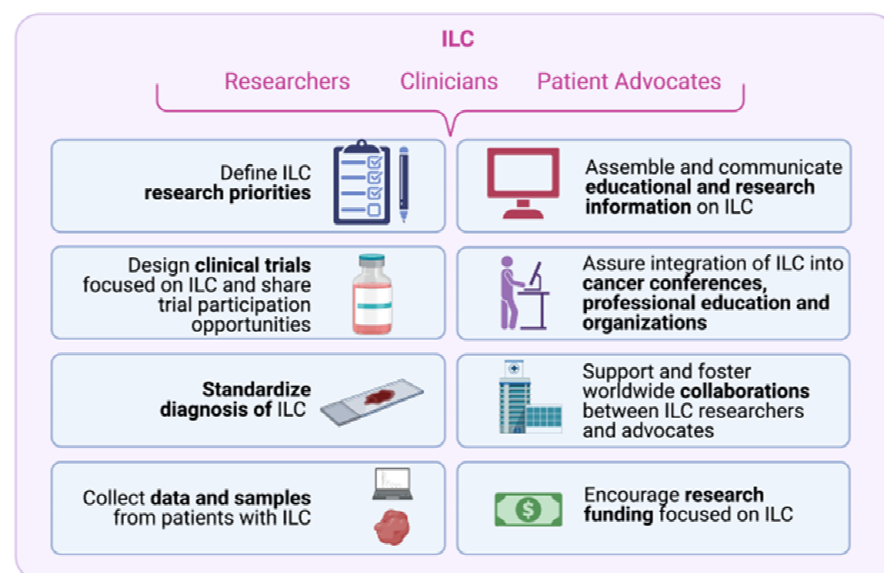 ILC
Researchers Clinicians Patient Advocates
Define ILC
research priorities
Assemble and communicate
educational and research
information on ILC
Design clinical trials
focused on ILC and share
trial participation
opportunities
Assure integration of ILC into
cancer conferences,
professional education and
organizations
Standardize
diagnosis of ILC
Support and foster
worldwide collaborations
between ILC researchers
and advocates
Collect data and samples
from patients with ILC
$
Encourage research
funding focused on ILC